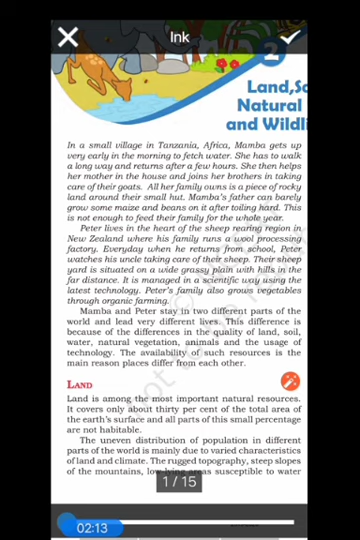 Ink
2
Land,So
Natural
and Wildli
In a small village in Tanzania, Africa, Mamba gets up
very early in the morning to fetch water. She has to walk
a long way and returns after a few hours. She then helps
her mother in the house and joins her brothers in taking
care of their goats. All her family owns is a piece of rocky
land around their small hut. Mamba's father can barely
grow some maize and beans on it after toiling hard. This
is not enough to feed their family for the whole year.
Peter lives in the heart of the sheep rearing region in
New Zealand where his family runs a wool processing
factory. Everyday when he returns from school, Peter
watches his uncle taking care of their sheep. Their sheep
yard is situated on a wide grassy plain with hills in the
far distance. It is managed in a scientific way using the
latest technology. Peter's family also grows vegetables
through organic farming.
Mamba and Peter stay in two different parts of the
world and lead very different lives. This difference is
because of the differences in the quality of land, soil,
water, natural vegetation, animals and the usage of
technology. The availability of such resources is the
main reason places differ from each other.
LAND
Land is among the most important natural resources.
It covers only about thirty per cent of the total area of
the earth's surface and all parts of this small percentage
are not habitable.
The uneven distribution of population in different
parts of the world is mainly due to varied characteristics
of land and climate. The rugged topography, steep slopes
of the mountains, low-lying areas susceptible to water
1 / 15
02:13